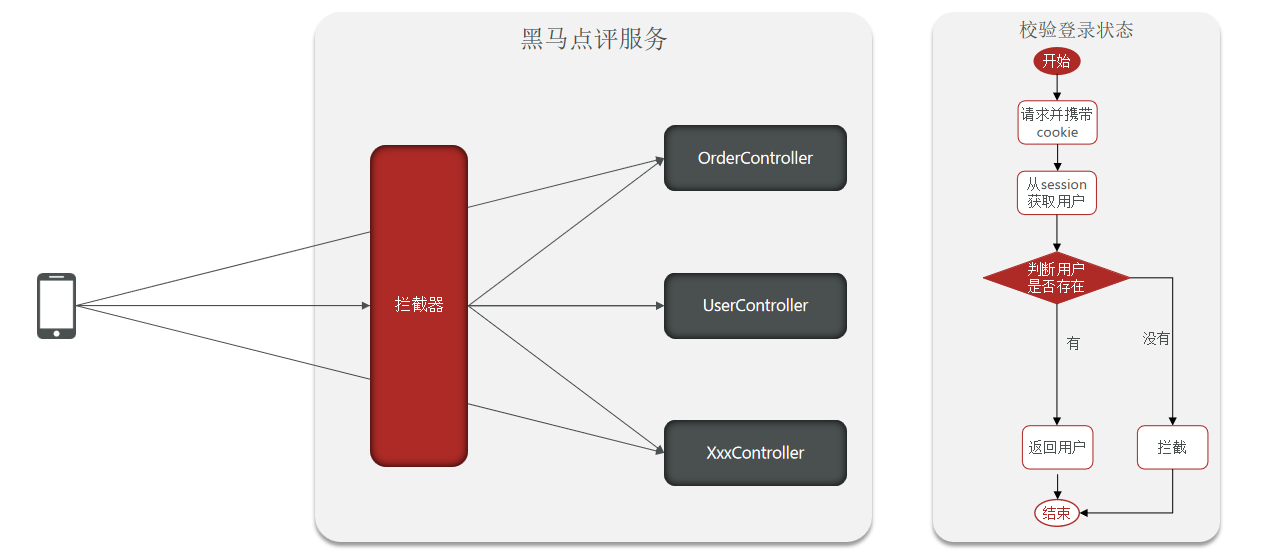 黑马点评服务
拦截器
OrderController
UserController
XxxController
校验登录状态
开始
请求并携带
cookie
从session
获取用户
判断用户
是否存在
有
没有
返回用户
拦截
结束